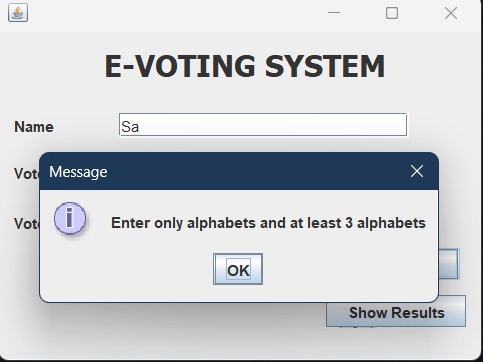 E-VOTING SYSTEM
Name
Sa
Message
Vote
Enter only alphabets and at least 3 alphabets
Vote
OK
Show Results